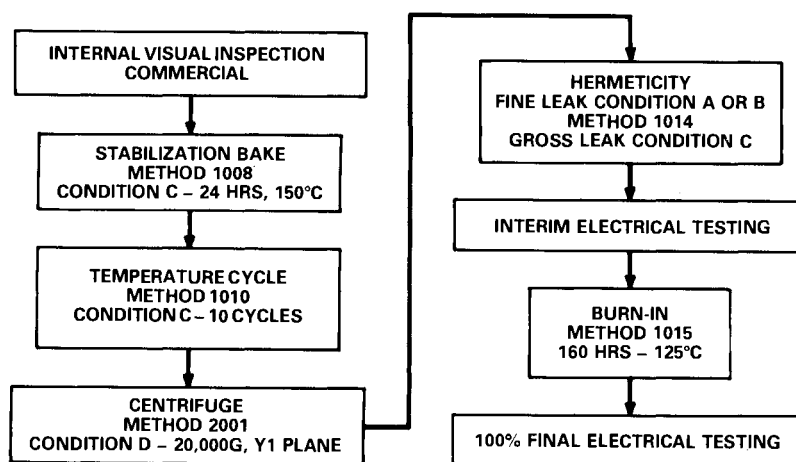 INTERNAL VISUAL INSPECTION
COMMERCIAL
STABILIZATION BAKE
METHOD 1008
CONDITION C – 24 HRS, 150°C
TEMPERATURE CYCLE
METHOD 1010
CONDITION C – 10 CYCLES
CENTRIFUGE
METHOD 2001
CONDITION D – 20,000G, Y1 PLANE
HERMETICITY
FINE LEAK CONDITION A OR B
METHOD 1014
GROSS LEAK CONDITION C
INTERIM ELECTRICAL TESTING
BURN-IN
METHOD 1015
160 HRS – 125°C
100% FINAL ELECTRICAL TESTING